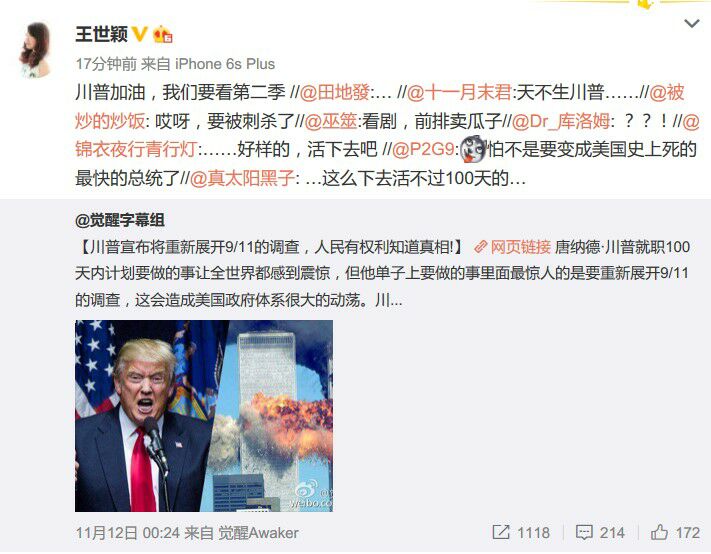 王世颖
17分钟前 来自 iPhone 6s Plus
川普加油，我们要看第二季 //@田地發:... //@十一月末君:天不生川普……//@被
炒的炒饭: 哎呀，要被刺杀了//@巫筮:看剧，前排卖瓜子//@Dr_库洛姆: ？？！//@
锦衣夜行青行灯:……好样的，活下去吧 //@P2G9:怕不是要变成美国史上死的
最快的总统了//@真太阳黑子: …这么下去活不过100天的…
@觉醒字幕组
【川普宣布将重新展开9/11的调查，人民有权利知道真相!】 网页链接 唐纳德·川普就职100
天内计划要做的事让全世界都感到震惊，但他单子上要做的事里面最惊人的是要重新展开9/11
的调查，这会造成美国政府体系很大的动荡。川...
weibo.co
11月12日 00:24 来自 觉醒Awaker
1118 214 172